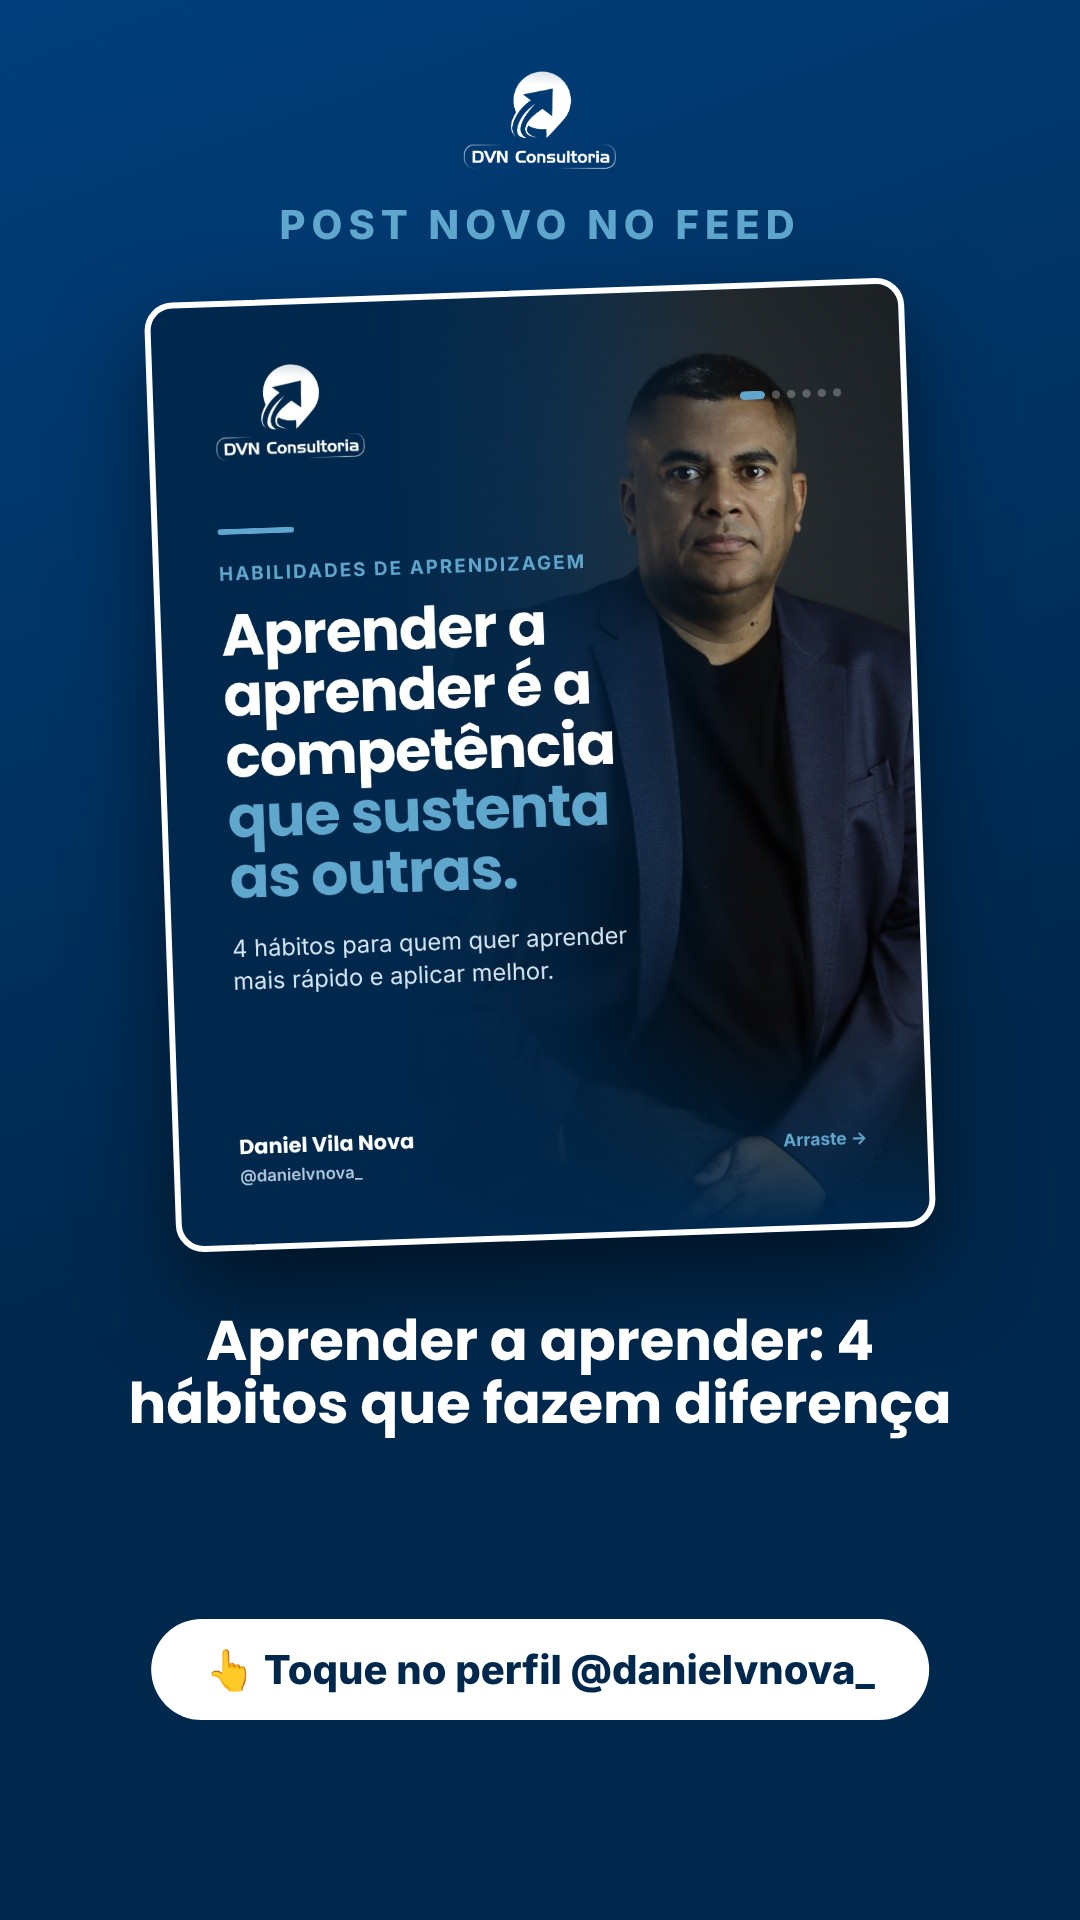 DVN Consultoria
POST NOVO NO FEED
DVN Consultoria
HABILIDADES DE APRENDIZAGEM
Aprender a
aprender é a
competência
que sustenta
as outras.
4 hábitos para quem quer aprender
mais rápido e aplicar melhor.
Daniel Vila Nova
@danielvnova_
Arraste →
Aprender a aprender: 4
hábitos que fazem diferença
👆 Toque no perfil @danielvnova_